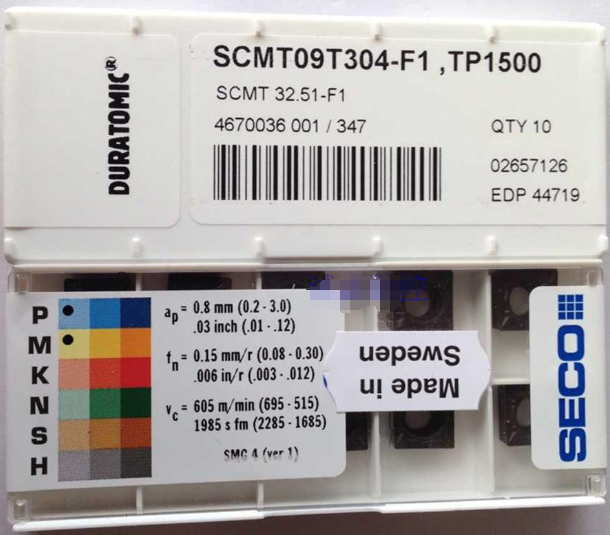 DURATOMIC®
SCMT09T304-F1 ,TP1500
SCMT 32.51-F1
4670036 001 / 347
QTY 10
02657126
EDP 44719
P
M
K
N
S
H
ap = 0.8 mm (0.2 - 3.0)
.03 inch (.01 - .12)
fn = 0.15 mm/r (0.08 - 0.30)
.006 in/r (.003 - .012)
vc = 605 m/min (695 - 515)
1985 s fm (2285 - 1685)
SMG 4 (ver 1)
Made in
Sweden
SECO